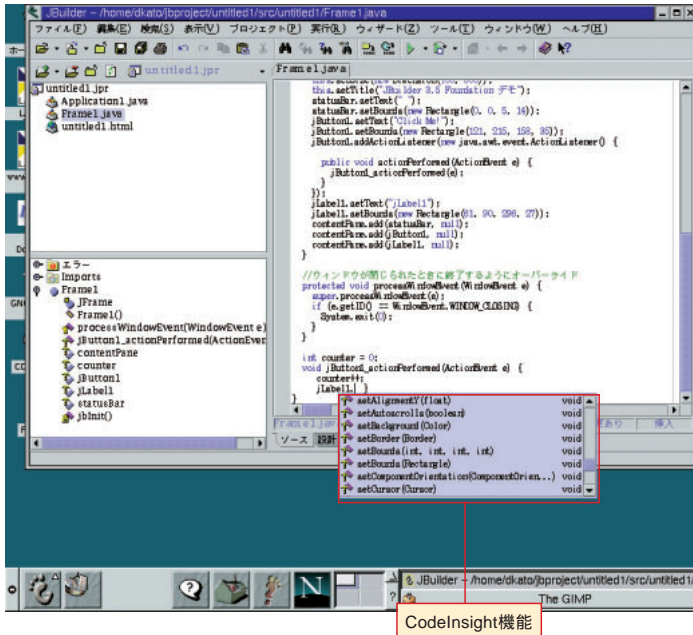 JBuilder – /home/dkato/jbproject/untitled1/src/untitled1/Frame1.java
ファイル(F) 編集(E) 検索(S) 表示(V) プロジェクト(P) 実行(R) ウィザード(Z) ツール(T) ウィンドウ(W) ヘルプ(H)
untitled1.jpr
Frame1.java
untitled1.jpr
Application1.java
Frame1.java
untitled1.html
this.setTitle("JBuilder 3.5 Foundation デモ");
statusBar.setText(" ");
statusBar.setBounds(new Rectangle(0, 0, 5, 14));
jButton1.setText("Click Me!");
jButton1.setBounds(new Rectangle(121, 215, 158, 35));
jButton1.addActionListener(new java.awt.event.ActionListener() {
public void actionPerformed(ActionEvent e) {
jButton1_actionPerformed(e);
}
});
jLabel1.setText("jLabel1");
jLabel1.setBounds(new Rectangle(81, 90, 296, 27));
contentPane.add(statusBar, null);
contentPane.add(jButton1, null);
contentPane.add(jLabel1, null);
}
//ウィンドウが閉じられたときに終了するようにオーバーライド
protected void processWindowEvent(WindowEvent e) {
super.processWindowEvent(e);
if (e.getID() == WindowEvent.WINDOW_CLOSING) {
System.exit(0);
}
}
int counter = 0;
void jButton1_actionPerformed(ActionEvent e) {
counter++;
jLabel1. }
}
エラー
Imports
Frame1
JFrame
Frame1()
processWindowEvent(WindowEvent e)
jButton1_actionPerformed(ActionEver
contentPane
counter
jButton1
jLabel1
statusBar
jbInit()
setAlignmentY(float) void
setAutoscrolls(boolean) void
setBackground(Color) void
setBorder(Border) void
setBounds(int, int, int, int) void
setBounds(Rectangle) void
setComponentOrientation(ComponentOrien...) void
setCursor(Cursor) void
Frame1.jav
挿入
ソース 設計
JBuilder – /home/dkato/jbproject/untitled1/src/untitled1/
The GIMP
CodeInsight機能